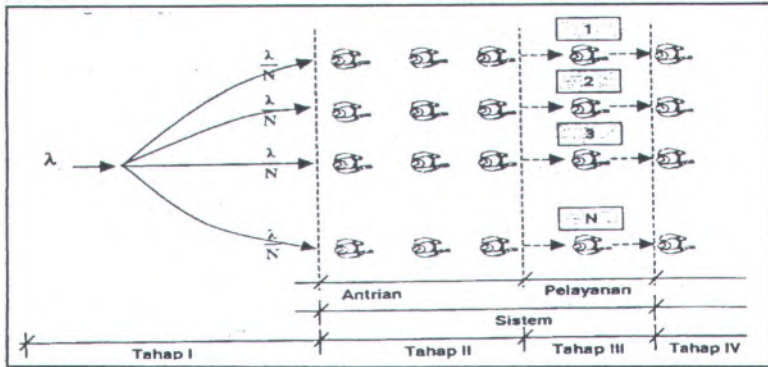 1
λ/N
2
λ/N
3
λ
λ/N
N
λ/N
Antrian
Pelayanan
Sistem
Tahap I
Tahap II
Tahap III
Tahap IV